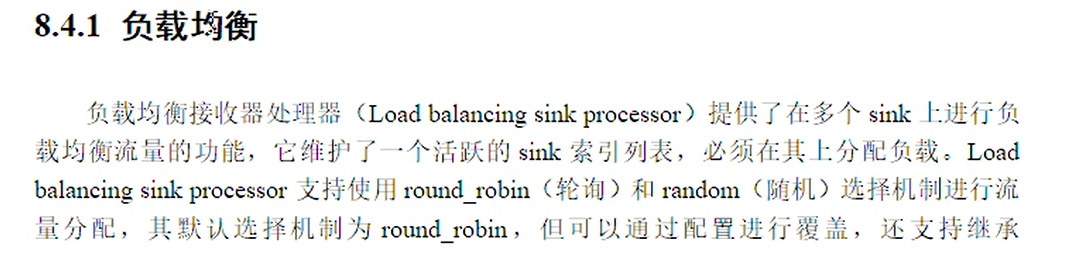 8.4.1 负载均衡
负载均衡接收器处理器（Load balancing sink processor）提供了在多个 sink 上进行负
载均衡流量的功能，它维护了一个活跃的 sink 索引列表，必须在其上分配负载。Load
balancing sink processor 支持使用 round_robin（轮询）和 random（随机）选择机制进行流
量分配，其默认选择机制为 round_robin，但可以通过配置进行覆盖，还支持继承